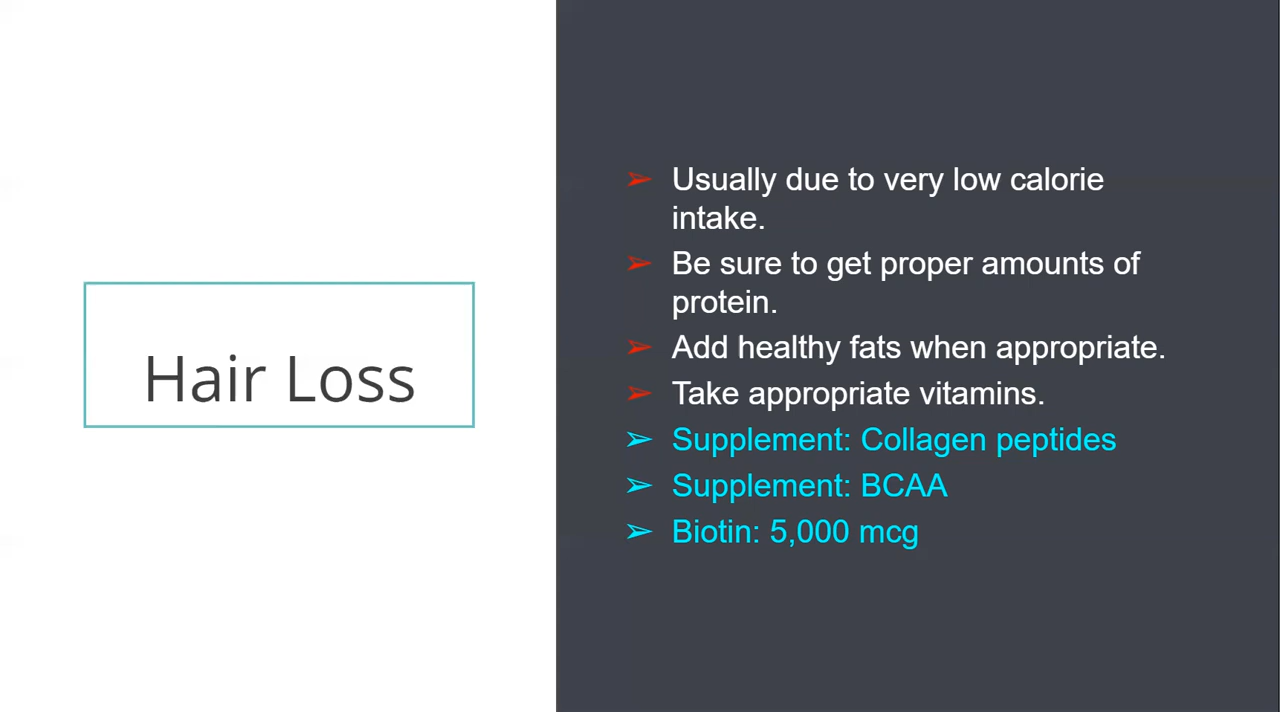 Hair Loss
➢ Usually due to very low calorie
intake.
➢ Be sure to get proper amounts of
protein.
➢ Add healthy fats when appropriate.
➢ Take appropriate vitamins.
➢ Supplement: Collagen peptides
➢ Supplement: BCAA
➢ Biotin: 5,000 mcg